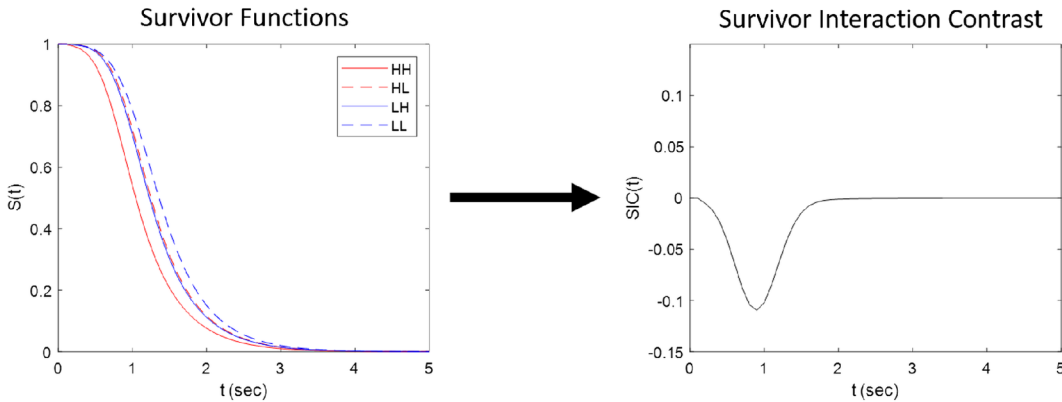 Survivor Functions
1
0.8
0.6
0.4
0.2
0
S(t)
HH
HL
LH
LL
0 1 2 3 4 5
t (sec)
Survivor Interaction Contrast
0.1
0.05
0
-0.05
-0.1
-0.15
SIC(t)
0 1 2 3 4 5
t (sec)